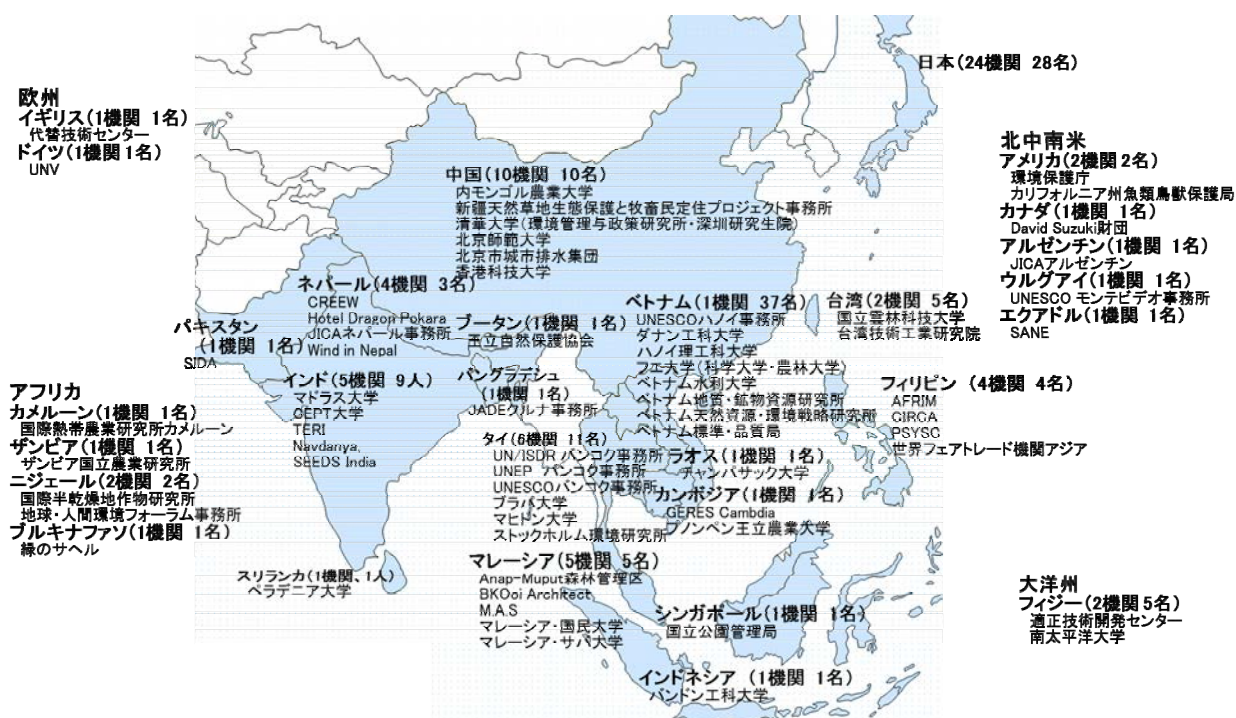 欧州
イギリス(1機関 1名)
代替技術センター
ドイツ(1機関1名)
UNV
アフリカ
カメルーン(1機関 1名)
国際熱帯農業研究所カメルーン
ザンビア(1機関 1名)
ザンビア国立農業研究所
ニジェール(2機関 2名)
国際半乾燥地作物研究所
地球・人間環境フォーラム事務所
ブルキナファソ(1機関 1名)
緑のサヘル
パキスタン
(1機関 1名)
SIDA
中国(10機関 10名)
内モンゴル農業大学
新疆天然草地生態保護と牧畜民定住プロジェクト事務所
清華大学(環境管理与政策研究所・深圳研究生院)
北京師範大学
北京市城市排水集団
香港科技大学
ネパール(4機関 3名)
CREEW
Hotel Dragon Pokara
JICAネパール事務所
Wind in Nepal
ブータン(1機関 1名)
王立自然保護協会
インド(5機関 9人)
マドラス大学
CEPT大学
TERI
Navdanya,
SEEDS India
バングラデシュ
(1機関 1名)
JADEクルナ事務所
スリランカ(1機関、1人)
ペラデニア大学
タイ(6機関 11名)
UN/ISDR バンコク事務所
UNEP バンコク事務所
UNESCOバンコク事務所
ブラパ大学
マヒドン大学
ストックホルム環境研究所
ベトナム(1機関 37名)
UNESCOハノイ事務所
ダナン工科大学
ハノイ理工科大学
フエ大学(科学大学・農林大学)
ベトナム水利大学
ベトナム地質・鉱物資源研究所
ベトナム天然資源・環境戦略研究所
ベトナム標準・品質局
ラオス(1機関 1名)
チャンパサック大学
カンボジア(1機関 1名)
GERES Cambdia
プノンペン王立農業大学
マレーシア(5機関 5名)
Anap-Muput森林管理区
BKOoi Architect
M.A.S
マレーシア・国民大学
マレーシア・サバ大学
シンガポール(1機関 1名)
国立公園管理局
インドネシア (1機関 1名)
バンドン工科大学
日本(24機関 28名)
台湾(2機関 5名)
国立雲林科技大学
台湾技術工業研究院
フィリピン (4機関 4名)
AFRIM
CIRCA
PSYSC
世界フェアトレード機関アジア
北中南米
アメリカ(2機関2名)
環境保護庁
カリフォルニア州魚類鳥獣保護局
カナダ(1機関 1名)
David Suzuki財団
アルゼンチン(1機関 1名)
JICAアルゼンチン
ウルグアイ(1機関 1名)
UNESCO モンテビデオ事務所
エクアドル(1機関 1名)
SANE
大洋州
フィジー(2機関5名)
適正技術開発センター
南太平洋大学